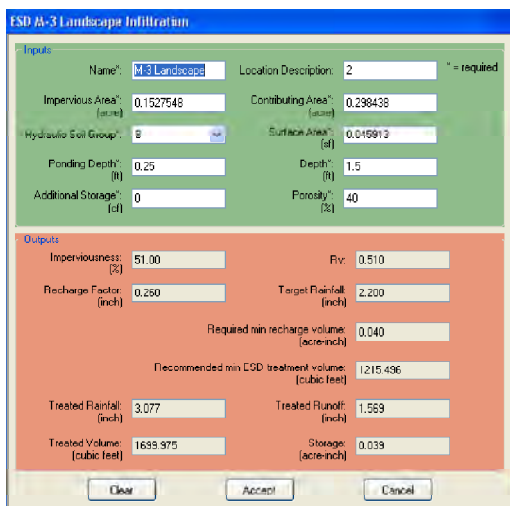 ESD M-3 Landscape Infiltration
Inputs
Name*: M-3 Landscape Location Description: 2 * = required
Impervious Area*: 0.1527548 Contributing Area*: 0.298438
(acre) (acre)
Hydraulic Soil Group*: B Surface Area*: 0.045913
(sf)
Ponding Depth*: 0.25 Depth*: 1.5
(ft) (ft)
Additional Storage*: 0 Porosity*: 40
(cf) (%)
Outputs
Imperviousness: 51.00 Rv: 0.510
(%)
Recharge Factor: 0.260 Target Rainfall: 2.200
(inch) (inch)
Required min recharge volume: 0.040
(acre-inch)
Recommended min ESD treatment volume: 1215.496
(cubic feet)
Treated Rainfall: 3.077 Treated Runoff: 1.569
(inch) (inch)
Treated Volume: 1699.975 Storage: 0.039
(cubic feet) (acre-inch)
Clear Accept Cancel